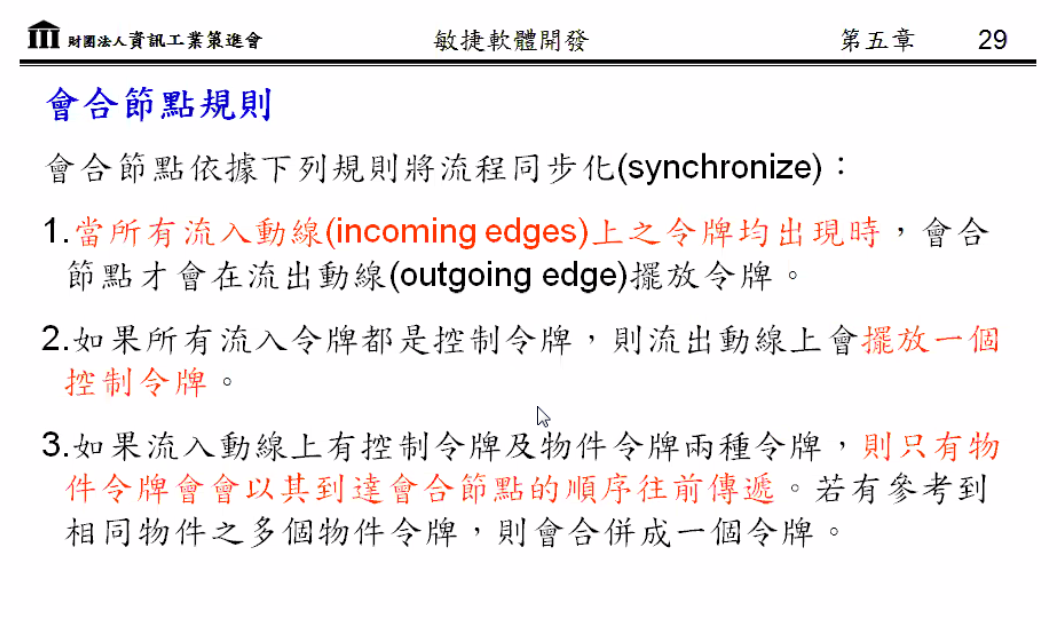 財團法人資訊工業策進會 敏捷軟體開發 第五章 29
會合節點規則
會合節點依據下列規則將流程同步化(synchronize)：
1.當所有流入動線(incoming edges)上之令牌均出現時，會合
節點才會在流出動線(outgoing edge)擺放令牌。
2.如果所有流入令牌都是控制令牌，則流出動線上會擺放一個
控制令牌。
3.如果流入動線上有控制令牌及物件令牌兩種令牌，則只有物
件令牌會會以其到達會合節點的順序往前傳遞。若有參考到
相同物件之多個物件令牌，則會合併成一個令牌。